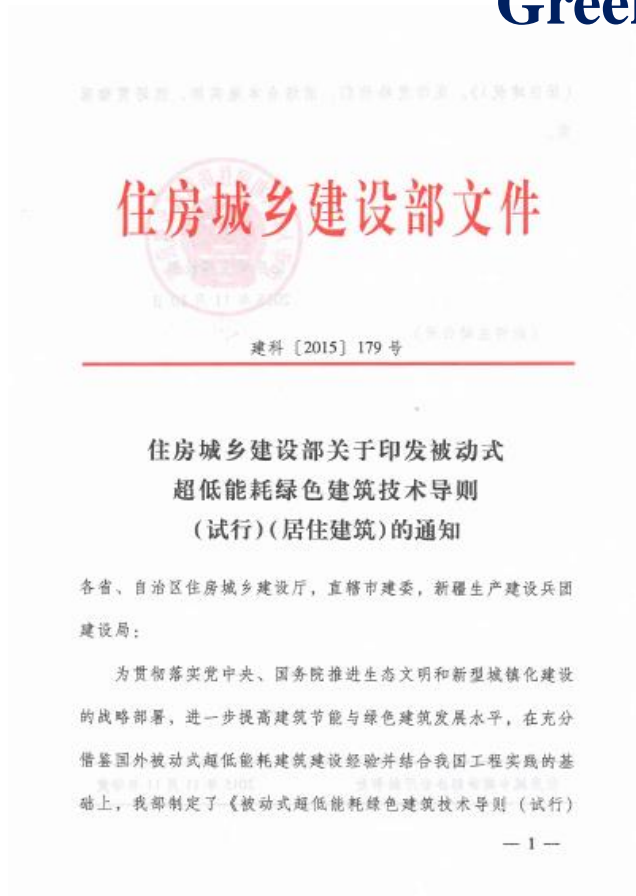 Green
住房城乡建设部文件
建科〔2015〕179号
住房城乡建设部关于印发被动式
超低能耗绿色建筑技术导则
（试行）（居住建筑）的通知
各省、自治区住房城乡建设厅，直辖市建委，新疆生产建设兵团
建设局：
为贯彻落实党中央、国务院推进生态文明和新型城镇化建设
的战略部署，进一步提高建筑节能与绿色建筑发展水平，在充分
借鉴国外被动式超低能耗建筑建设经验并结合我国工程实践的基
础上，我部制定了《被动式超低能耗绿色建筑技术导则（试行）
— 1 —